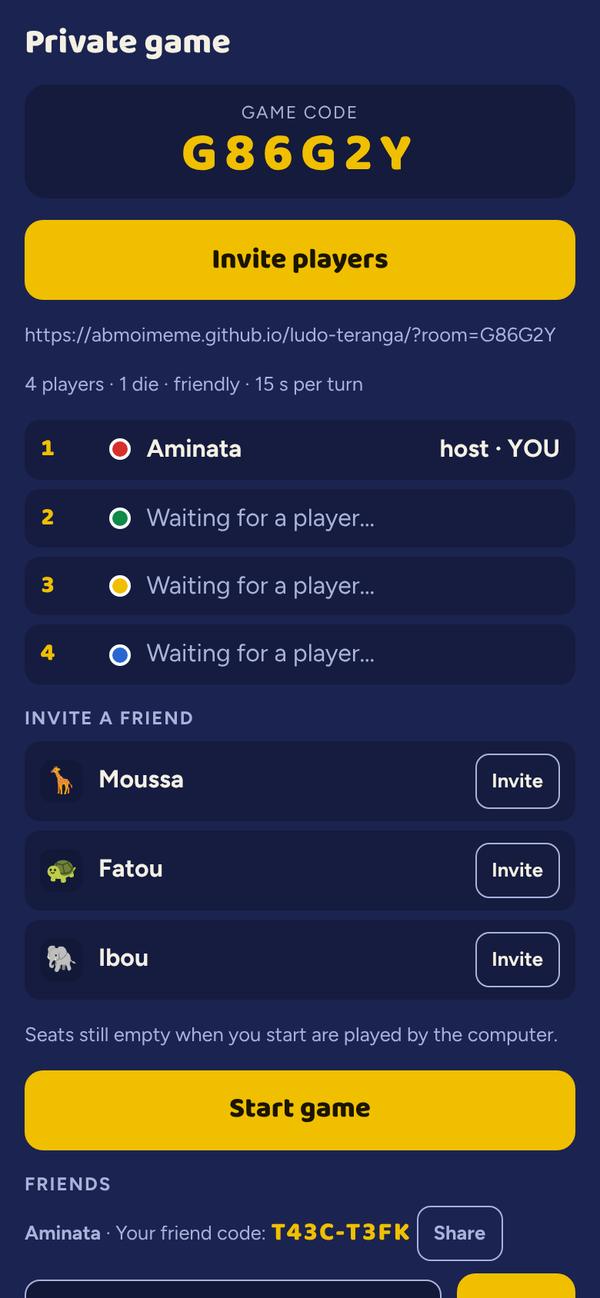 Private game
GAME CODE
G86G2Y
Invite players
https://abmoimeme.github.io/ludo-teranga/?room=G86G2Y
4 players · 1 die · friendly · 15 s per turn
1 Aminata host · YOU
2 Waiting for a player...
3 Waiting for a player...
4 Waiting for a player...
INVITE A FRIEND
Moussa Invite
Fatou Invite
Ibou Invite
Seats still empty when you start are played by the computer.
Start game
FRIENDS
Aminata · Your friend code: T43C-T3FK Share